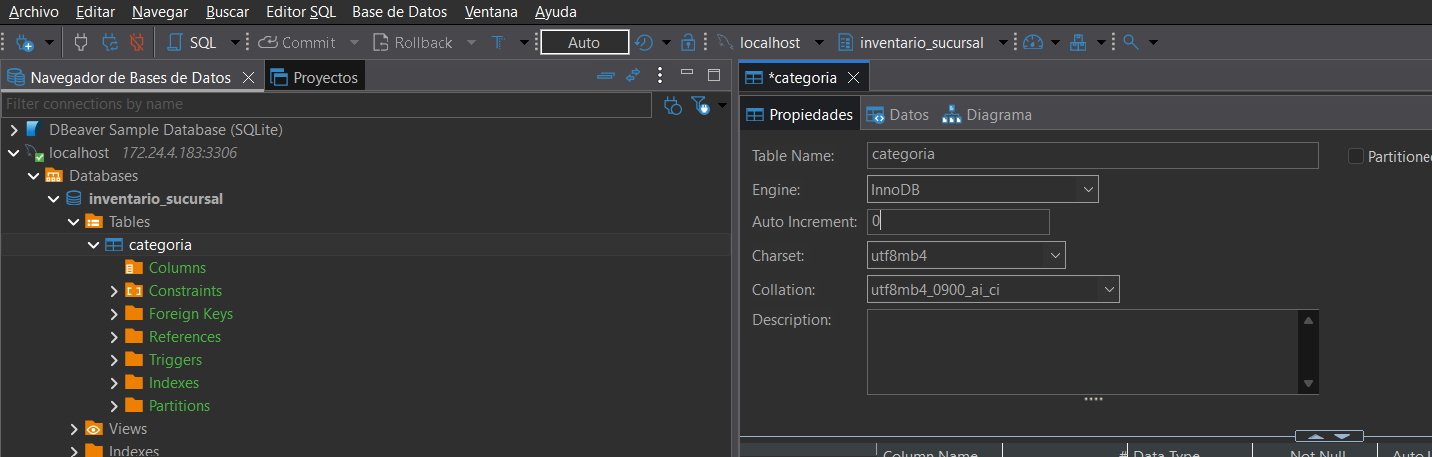 Archivo Editar Navegar Buscar Editor SQL Base de Datos Ventana Ayuda
SQL Commit Rollback T Auto localhost inventario_sucursal
Navegador de Bases de Datos Proyectos
Filter connections by name
DBeaver Sample Database (SQLite)
localhost 172.24.4.183:3306
Databases
inventario_sucursal
Tables
categoria
Columns
Constraints
Foreign Keys
References
Triggers
Indexes
Partitions
Views
Indexes
*categoria
Propiedades Datos Diagrama
Table Name: categoria Partitione
Engine: InnoDB
Auto Increment: 0
Charset: utf8mb4
Collation: utf8mb4_0900_ai_ci
Description:
Column Name # Data Type Not Null Auto I